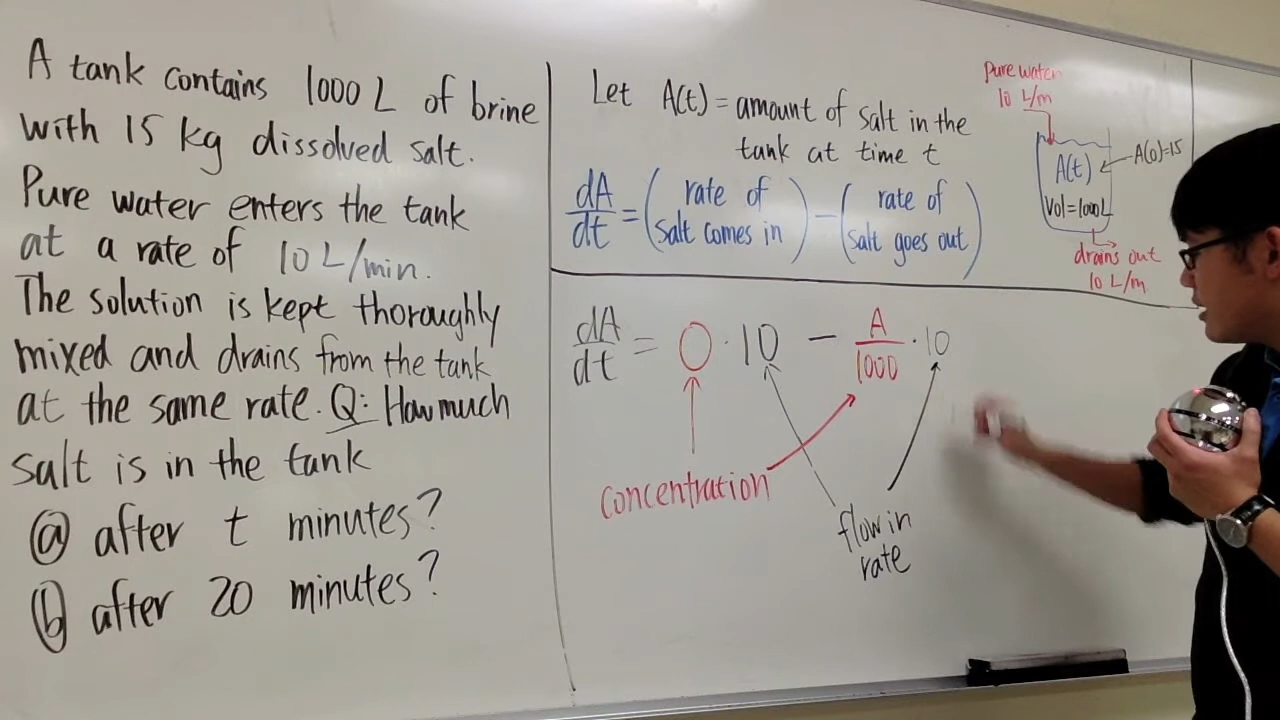 A tank contains 1000 L of brine
with 15 kg dissolved salt.
Pure water enters the tank
at a rate of 10 L/min.
The solution is kept thoroughly
mixed and drains from the tank
at the same rate. Q: How much
salt is in the tank
ⓐ after t minutes?
ⓑ after 20 minutes?
Let A(t) = amount of salt in the
tank at time t
dA/dt = (rate of salt comes in) - (rate of salt goes out)
pure water
10 L/m
A(t)
A(0)=15
Vol=1000L
drains out
10 L/m
dA/dt = 0 · 10 - A/1000 · 10
concentration
flow in
rate